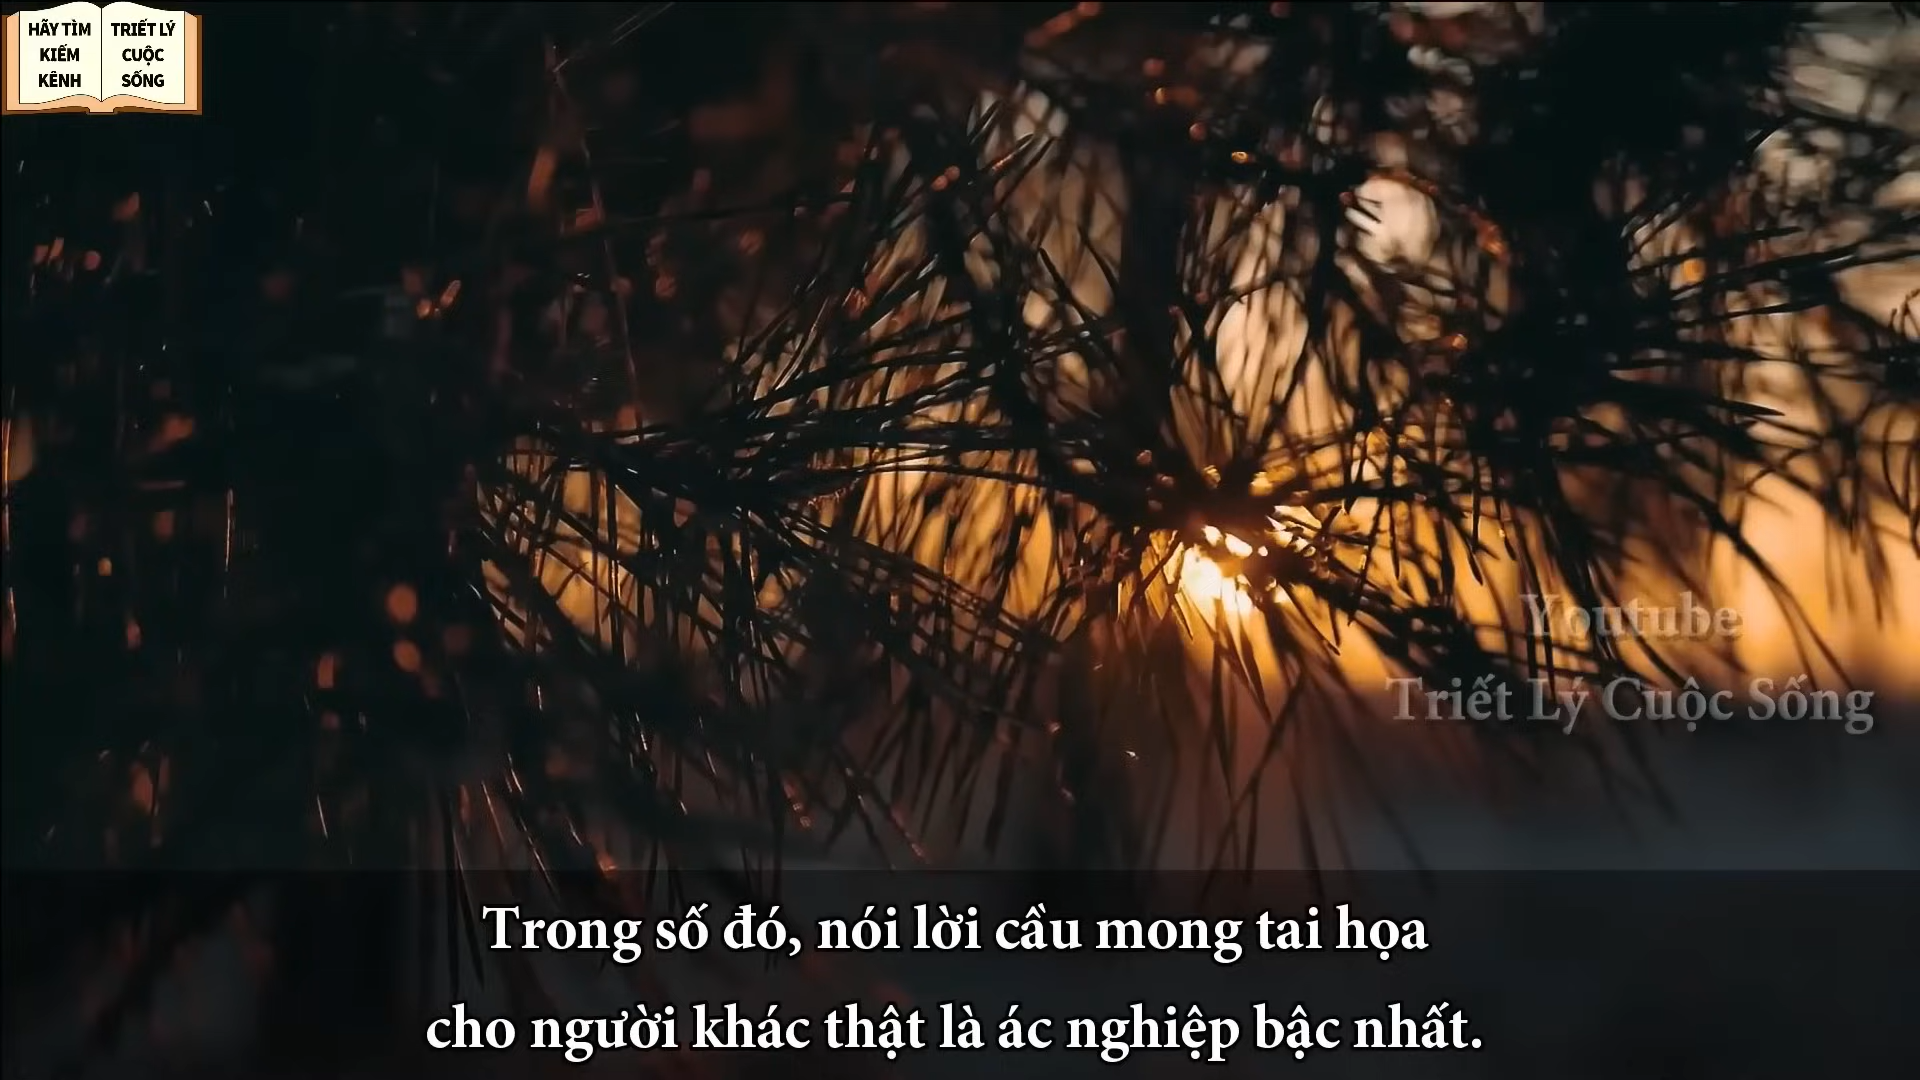 HÃY TÌM
KIẾM
KÊNH
TRIẾT LÝ
CUỘC
SỐNG
Youtube
Triết Lý Cuộc Sống
Trong số đó, nói lời cầu mong tai họa
cho người khác thật là ác nghiệp bậc nhất.